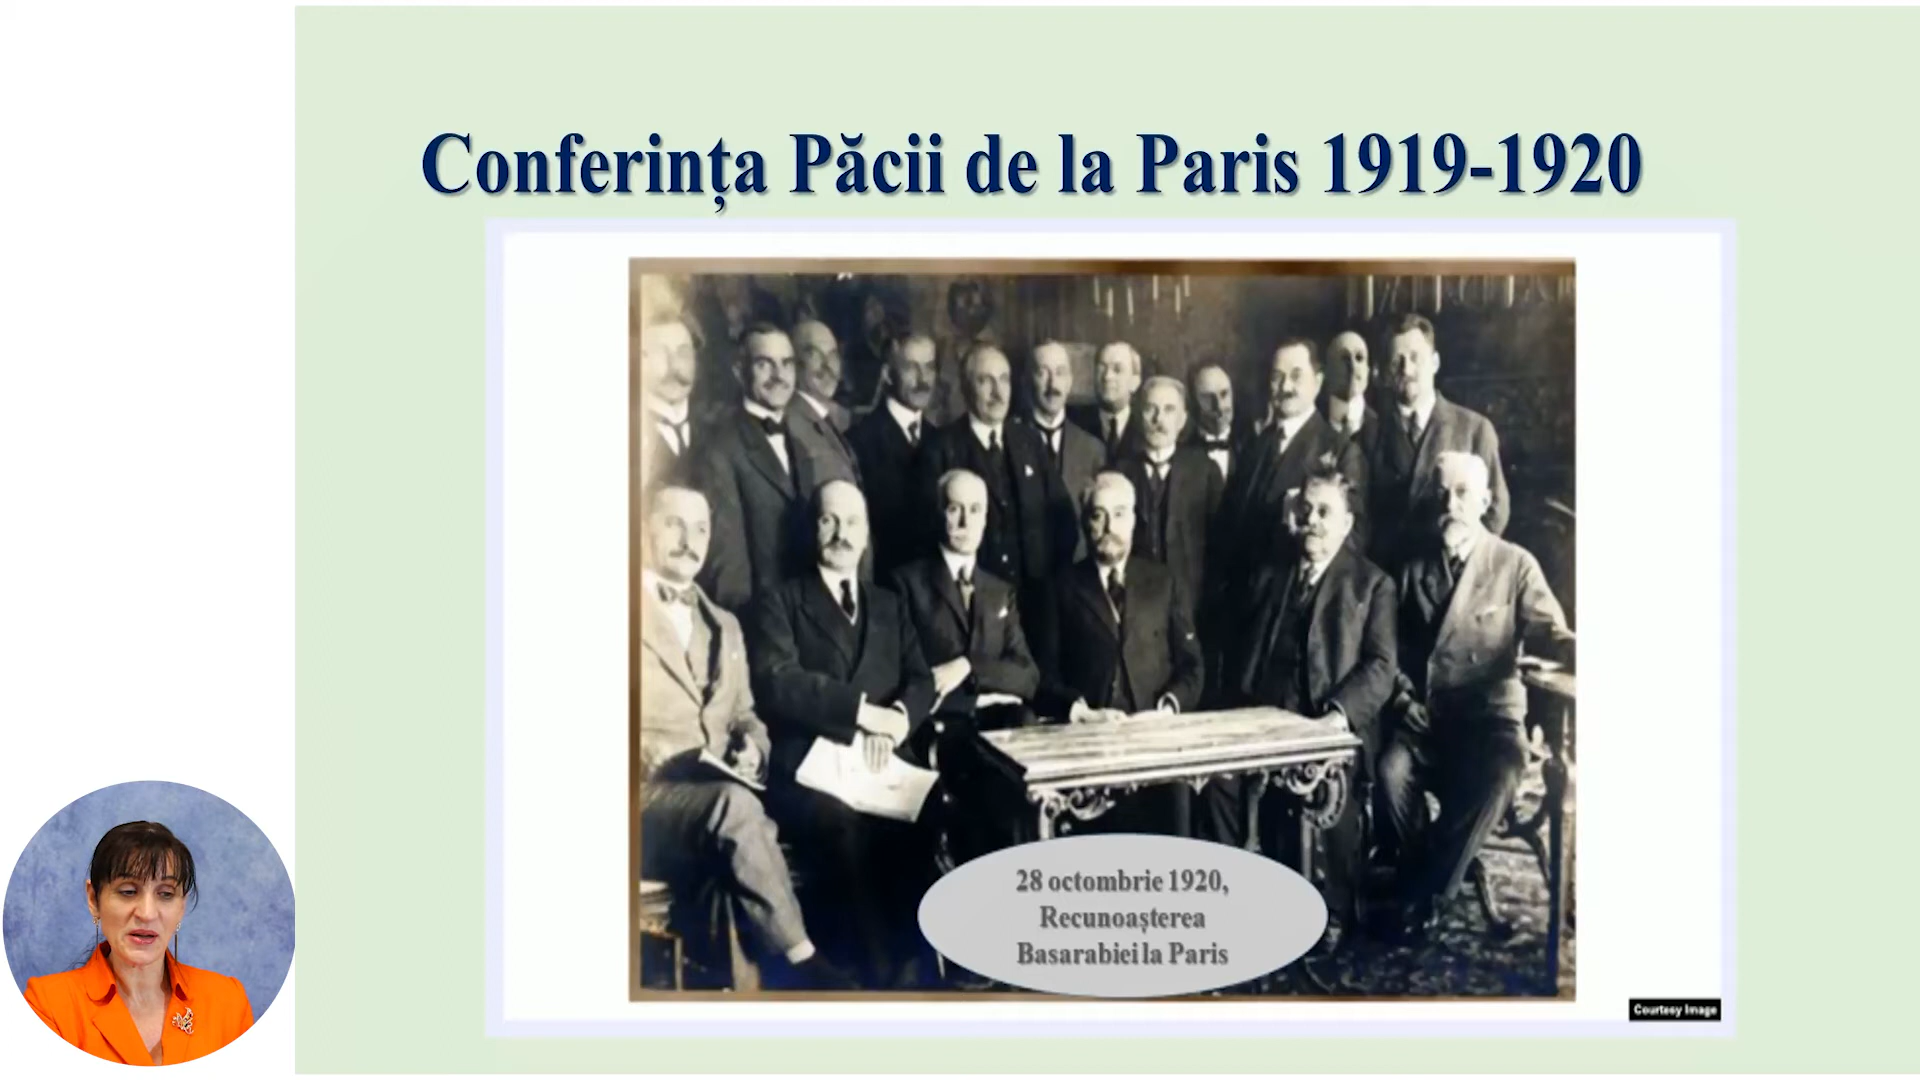 Conferința Păcii de la Paris 1919-1920
28 octombrie 1920,
Recunoașterea
Basarabiei la Paris
Courtesy Image